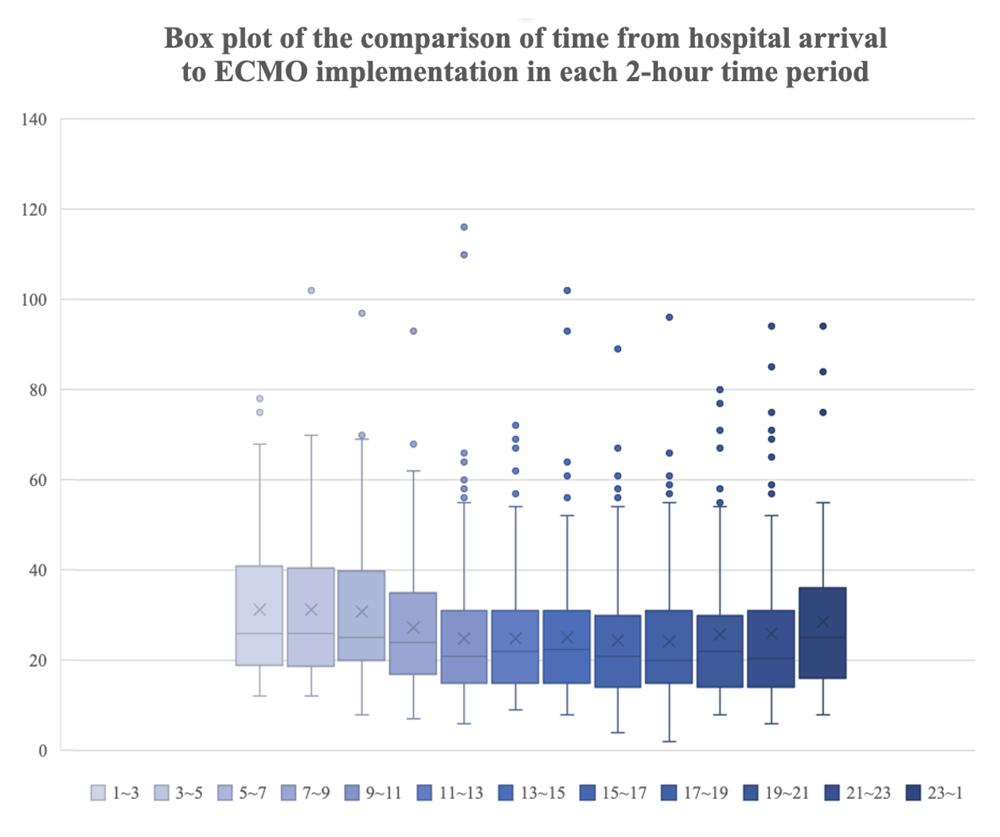 Box plot of the comparison of time from hospital arrival
to ECMO implementation in each 2-hour time period
140
120
100
80
60
40
20
0
1~3 3~5 5~7 7~9 9~11 11~13 13~15 15~17 17~19 19~21 21~23 23~1